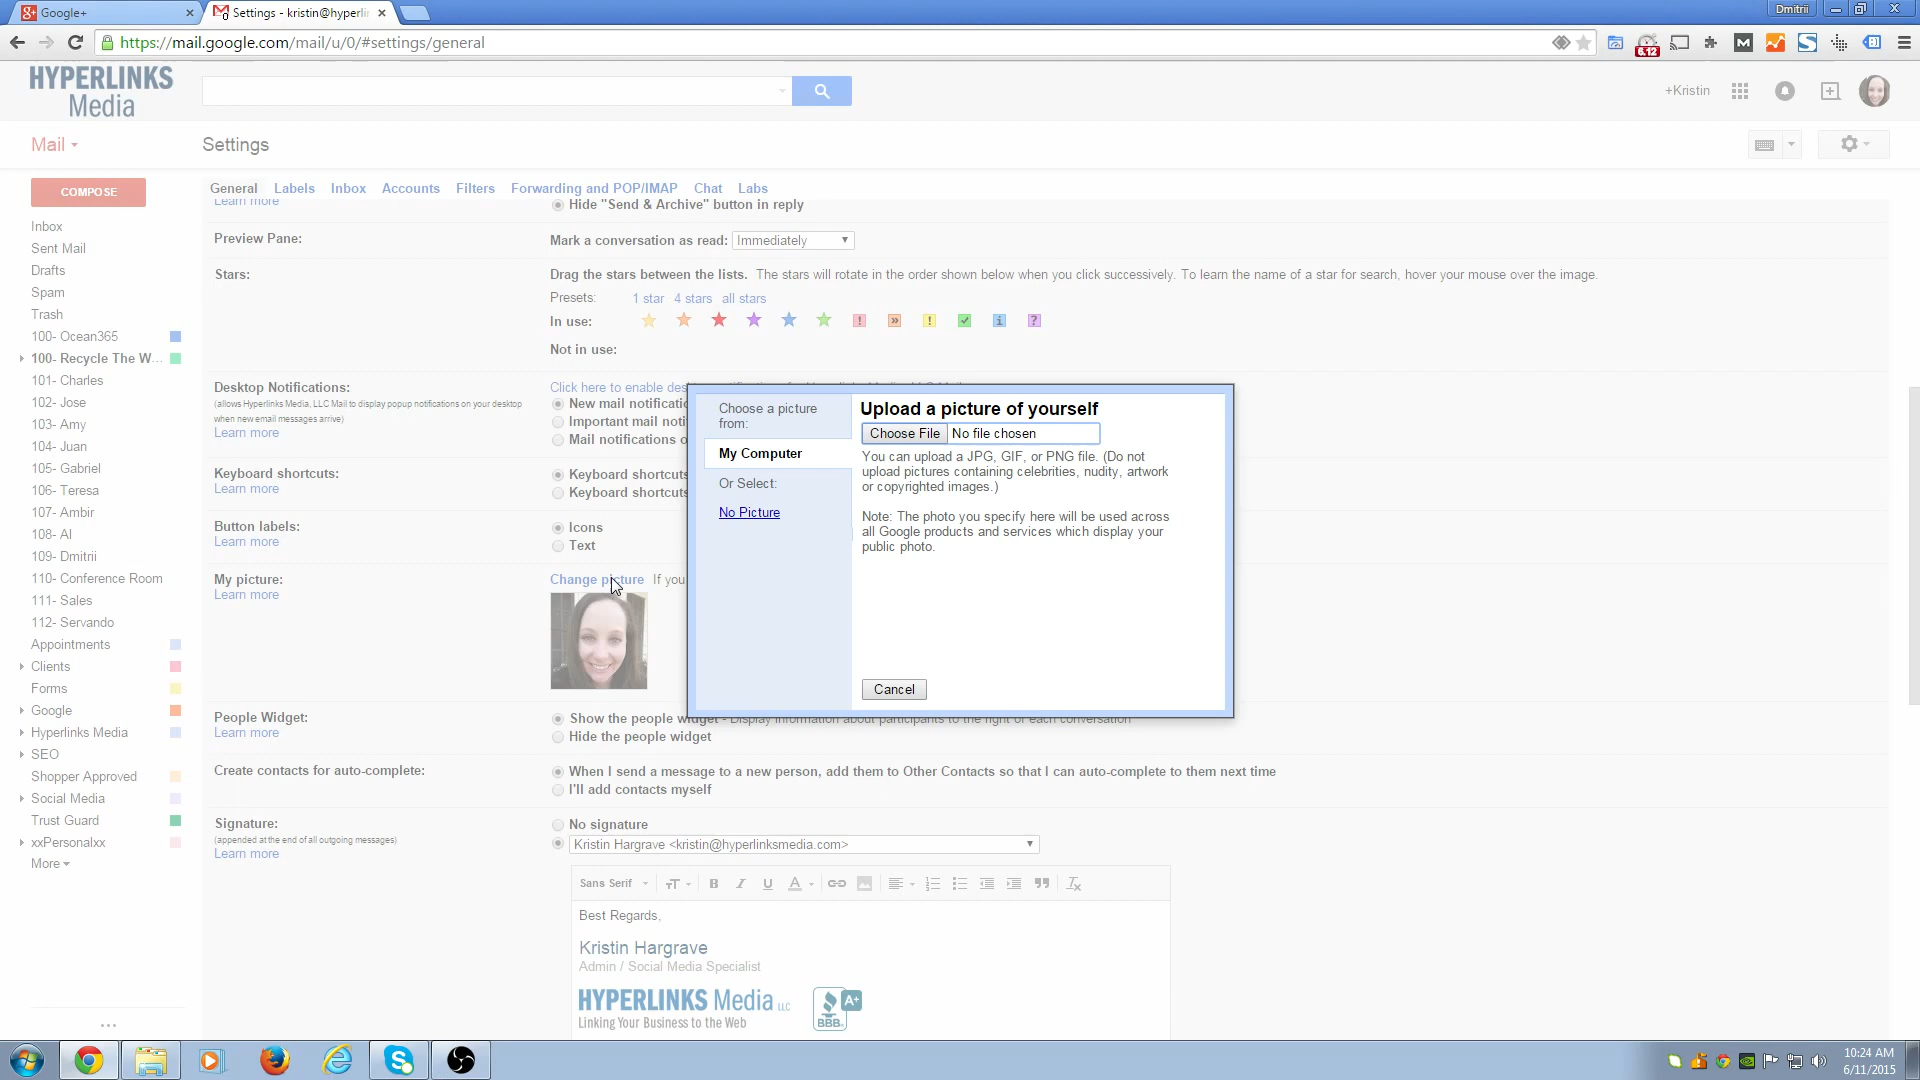 Google+
Settings - kristin@hyperlin
Dmitrii
https://mail.google.com/mail/u/0/#settings/general
6.12
HYPERLINKS
Media
+Kristin
Mail
Settings
COMPOSE
General Labels Inbox Accounts Filters Forwarding and POP/IMAP Chat Labs
Learn more
Hide "Send & Archive" button in reply
Preview Pane:
Mark a conversation as read: Immediately
Stars:
Drag the stars between the lists. The stars will rotate in the order shown below when you click successively. To learn the name of a star for search, hover your mouse over the image.
Presets: 1 star 4 stars all stars
In use:
Not in use:
Inbox
Sent Mail
Drafts
Spam
Trash
100- Ocean365
100- Recycle The W...
101- Charles
102- Jose
103- Amy
104- Juan
105- Gabriel
106- Teresa
107- Ambir
108- Al
109- Dmitrii
110- Conference Room
111- Sales
112- Servando
Appointments
Clients
Forms
Google
Hyperlinks Media
SEO
Shopper Approved
Social Media
Trust Guard
xxPersonalxx
More
Desktop Notifications:
(allows Hyperlinks Media, LLC Mail to display popup notifications on your desktop
when new email messages arrive)
Learn more
Click here to enable des
New mail notificatio
Important mail noti
Mail notifications o
Keyboard shortcuts:
Learn more
Keyboard shortcuts
Keyboard shortcuts
Button labels:
Learn more
Icons
Text
My picture:
Learn more
Change picture If you
Choose a picture
from:
My Computer
Or Select:
No Picture
Upload a picture of yourself
Choose File No file chosen
You can upload a JPG, GIF, or PNG file. (Do not
upload pictures containing celebrities, nudity, artwork
or copyrighted images.)
Note: The photo you specify here will be used across
all Google products and services which display your
public photo.
Cancel
People Widget:
Learn more
Show the people widget - Display information about participants to the right of each conversation
Hide the people widget
Create contacts for auto-complete:
When I send a message to a new person, add them to Other Contacts so that I can auto-complete to them next time
I'll add contacts myself
Signature:
(appended at the end of all outgoing messages)
Learn more
No signature
Kristin Hargrave <kristin@hyperlinksmedia.com>
Sans Serif
Best Regards,
Kristin Hargrave
Admin / Social Media Specialist
HYPERLINKS Media LLC
Linking Your Business to the Web
BBB.
A+
10:24 AM
6/11/2015